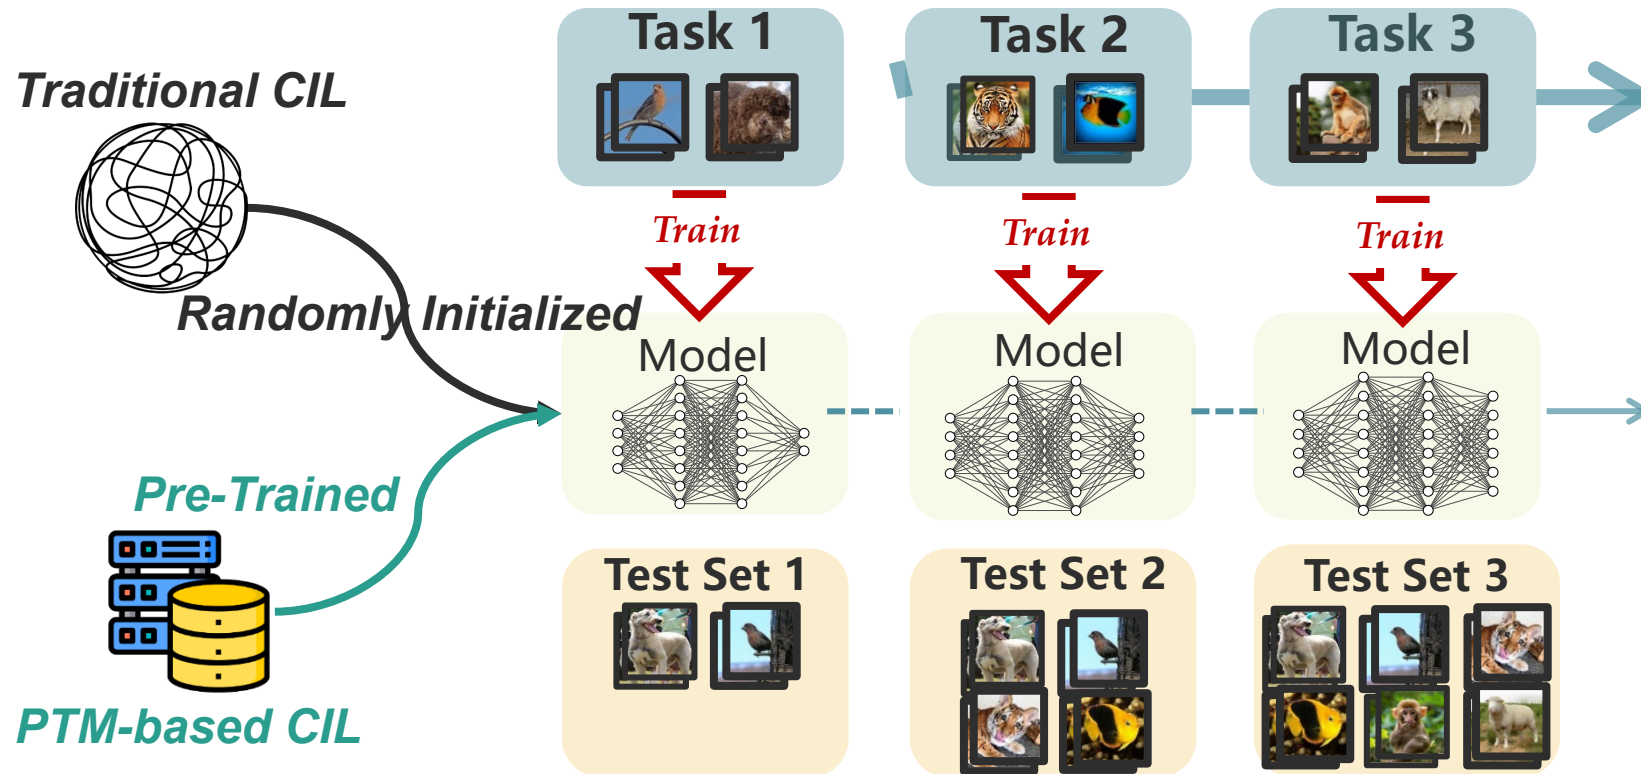 Traditional CIL
Randomly Initialized
Pre-Trained
PTM-based CIL
Task 1
Task 2
Task 3
Train
Train
Train
Model
Model
Model
Test Set 1
Test Set 2
Test Set 3